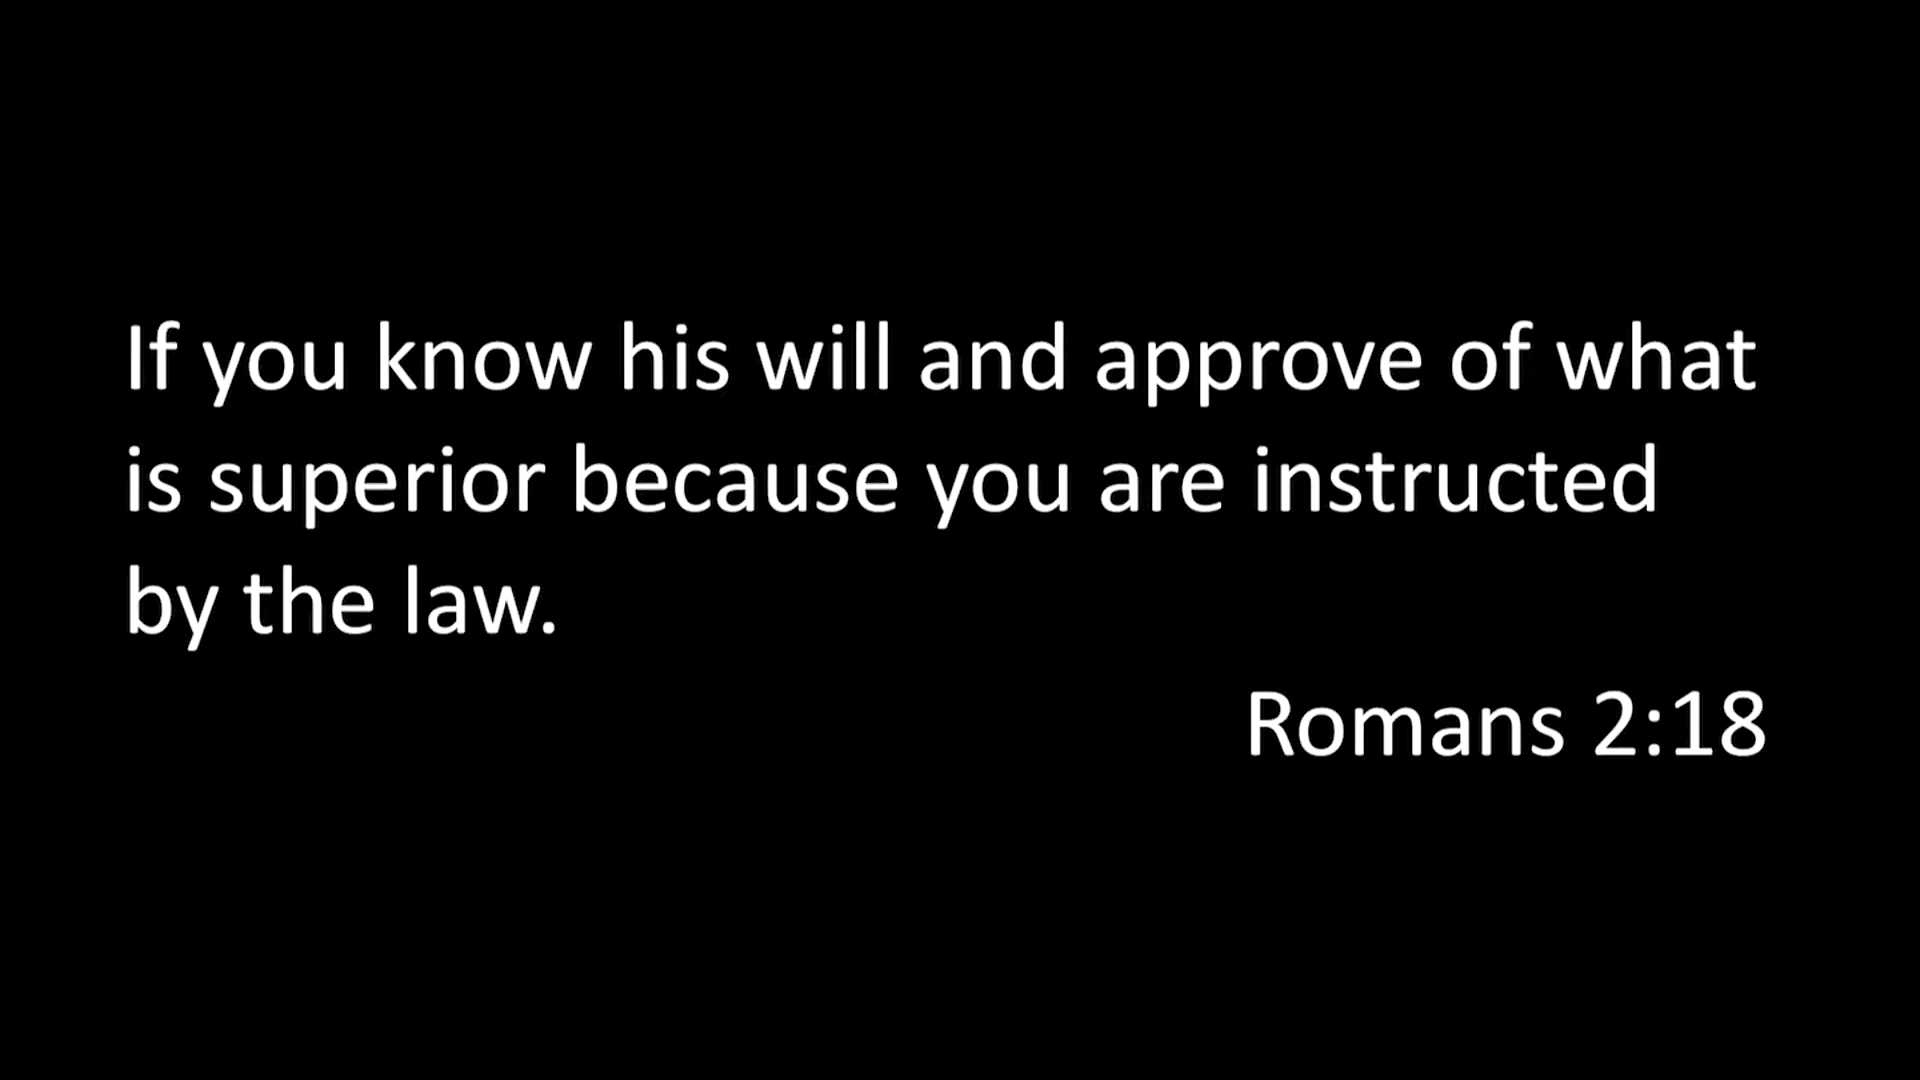 If you know his will and approve of what
is superior because you are instructed
by the law.
Romans 2:18